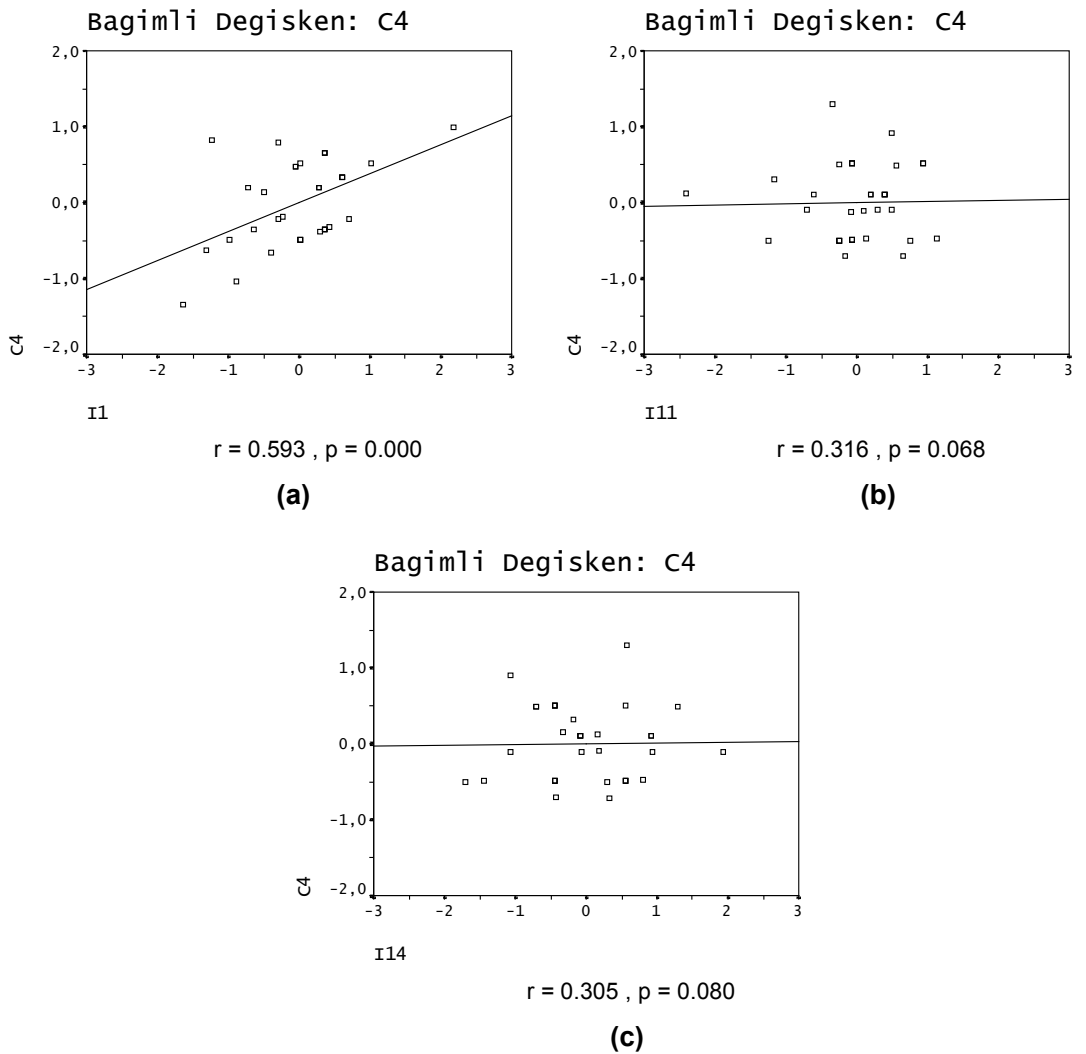 Bagimli Degisken: C4
2,0
1,0
0,0
-1,0
-2,0
C4
-3 -2 -1 0 1 2 3
I1
r = 0.593 , p = 0.000
(a)
Bagimli Degisken: C4
2,0
1,0
0,0
-1,0
-2,0
C4
-3 -2 -1 0 1 2 3
I11
r = 0.316 , p = 0.068
(b)
Bagimli Degisken: C4
2,0
1,0
0,0
-1,0
-2,0
C4
-3 -2 -1 0 1 2 3
I14
r = 0.305 , p = 0.080
(c)